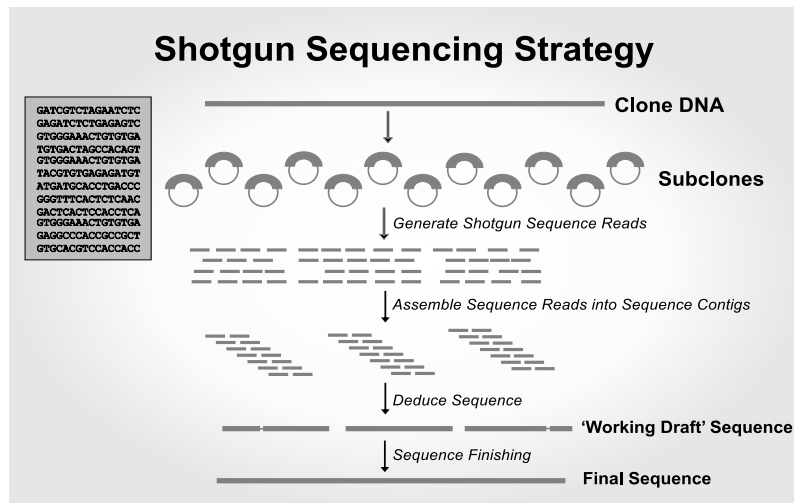 Shotgun Sequencing Strategy
GATCGTCTAGAATCTC
GAGATCTCTGAGAGTC
GTGGGAAACTGTGTGA
TGTGACTAGCCACAGT
GTGGGAAACTGTGTGA
TACGTGTGAGAGATGT
ATGATGCACCTGACCC
GGGTTTCACTCTCAAC
GACTCACTCCACCTCA
GTGGGAAACTGTGTGA
GAGGCCCACCGCCGCT
GTGCACGTCCACCACC
Clone DNA
Subclones
Generate Shotgun Sequence Reads
Assemble Sequence Reads into Sequence Contigs
Deduce Sequence
‘Working Draft’ Sequence
Sequence Finishing
Final Sequence